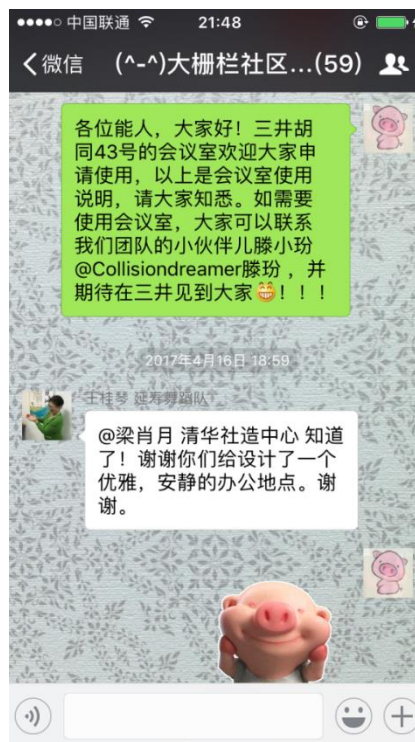 中国联通 21:48
微信 (^-^)大栅栏社区...(59)
各位能人，大家好！三井胡
同43号的会议室欢迎大家申
请使用，以上是会议室使用
说明，请大家知悉。如需要
使用会议室，大家可以联系
我们团队的小伙伴儿滕小玢
@Collisiondreamer滕玢 ，并
期待在三井见到大家😁！！！
2017年4月16日 18:59
王桂琴 延寿舞蹈队
@梁肖月 清华社造中心 知道
了！谢谢你们给设计了一个
优雅，安静的办公地点。谢
谢。